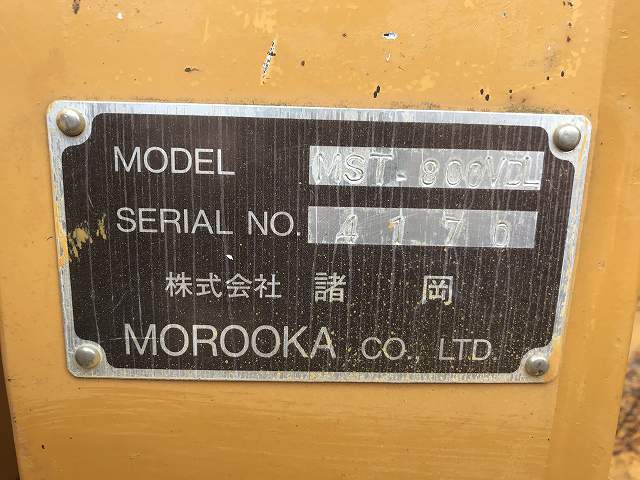 MODEL MST-800VDL
SERIAL NO. 4170
株式会社 諸岡
MOROOKA CO., LTD.